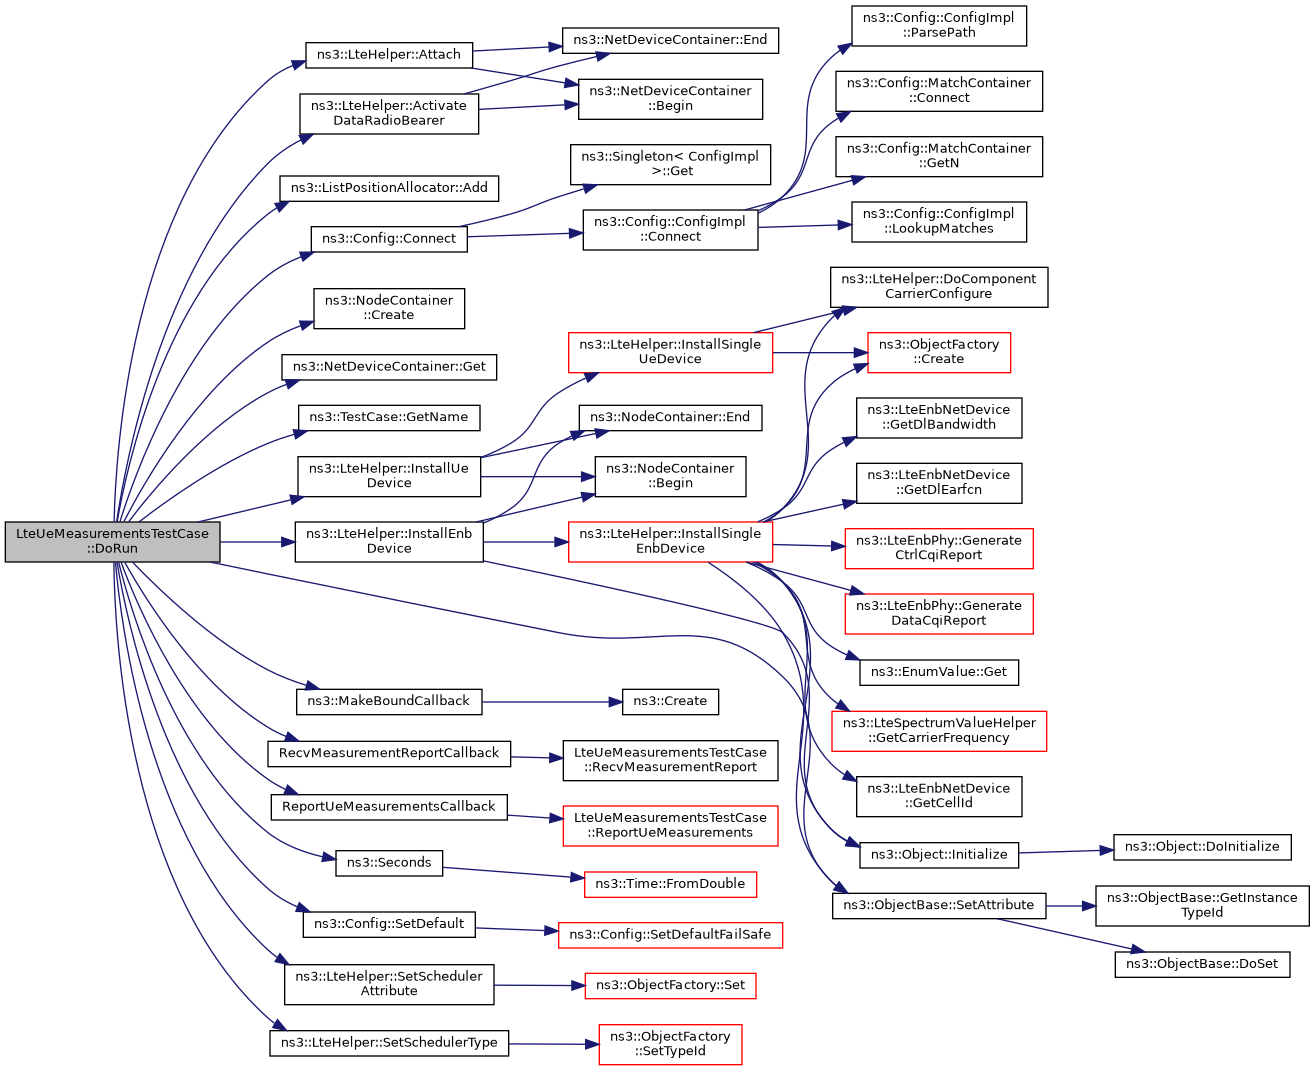 LteUeMeasurementsTestCase
::DoRun
ns3::LteHelper::Attach
ns3::LteHelper::Activate
DataRadioBearer
ns3::ListPositionAllocator::Add
ns3::Config::Connect
ns3::NodeContainer
::Create
ns3::NetDeviceContainer::Get
ns3::TestCase::GetName
ns3::LteHelper::InstallUe
Device
ns3::LteHelper::InstallEnb
Device
ns3::MakeBoundCallback
RecvMeasurementReportCallback
ReportUeMeasurementsCallback
ns3::Seconds
ns3::Config::SetDefault
ns3::LteHelper::SetScheduler
Attribute
ns3::LteHelper::SetSchedulerType
ns3::NetDeviceContainer::End
ns3::NetDeviceContainer
::Begin
ns3::Singleton< ConfigImpl
>::Get
ns3::Config::ConfigImpl
::Connect
ns3::LteHelper::InstallSingle
UeDevice
ns3::NodeContainer::End
ns3::NodeContainer
::Begin
ns3::LteHelper::InstallSingle
EnbDevice
ns3::Create
LteUeMeasurementsTestCase
::RecvMeasurementReport
LteUeMeasurementsTestCase
::ReportUeMeasurements
ns3::Time::FromDouble
ns3::Config::SetDefaultFailSafe
ns3::ObjectFactory::Set
ns3::ObjectFactory
::SetTypeId
ns3::Config::ConfigImpl
::ParsePath
ns3::Config::MatchContainer
::Connect
ns3::Config::MatchContainer
::GetN
ns3::Config::ConfigImpl
::LookupMatches
ns3::LteHelper::DoComponent
CarrierConfigure
ns3::ObjectFactory
::Create
ns3::LteEnbNetDevice
::GetDlBandwidth
ns3::LteEnbNetDevice
::GetDlEarfcn
ns3::LteEnbPhy::Generate
CtrlCqiReport
ns3::LteEnbPhy::Generate
DataCqiReport
ns3::EnumValue::Get
ns3::LteSpectrumValueHelper
::GetCarrierFrequency
ns3::LteEnbNetDevice
::GetCellId
ns3::Object::Initialize
ns3::ObjectBase::SetAttribute
ns3::Object::DoInitialize
ns3::ObjectBase::GetInstance
TypeId
ns3::ObjectBase::DoSet